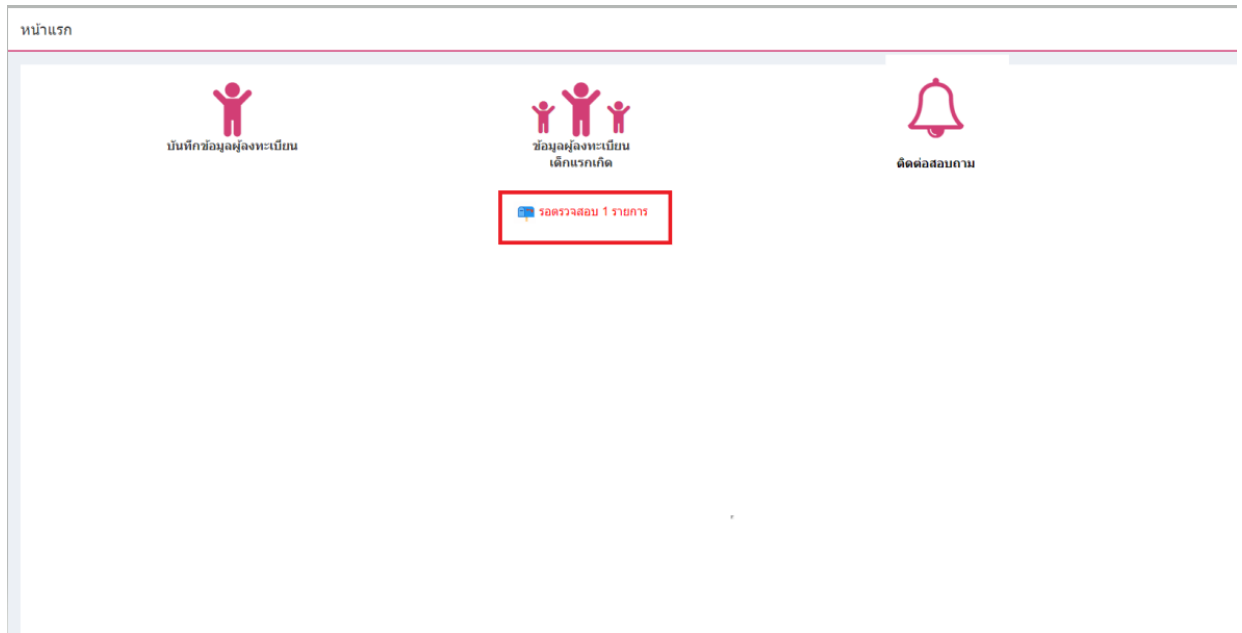 หน้าแรก
บันทึกข้อมูลผู้ลงทะเบียน
ข้อมูลผู้ลงทะเบียน
เด็กแรกเกิด
ติดต่อสอบถาม
รอตรวจสอบ 1 รายการ